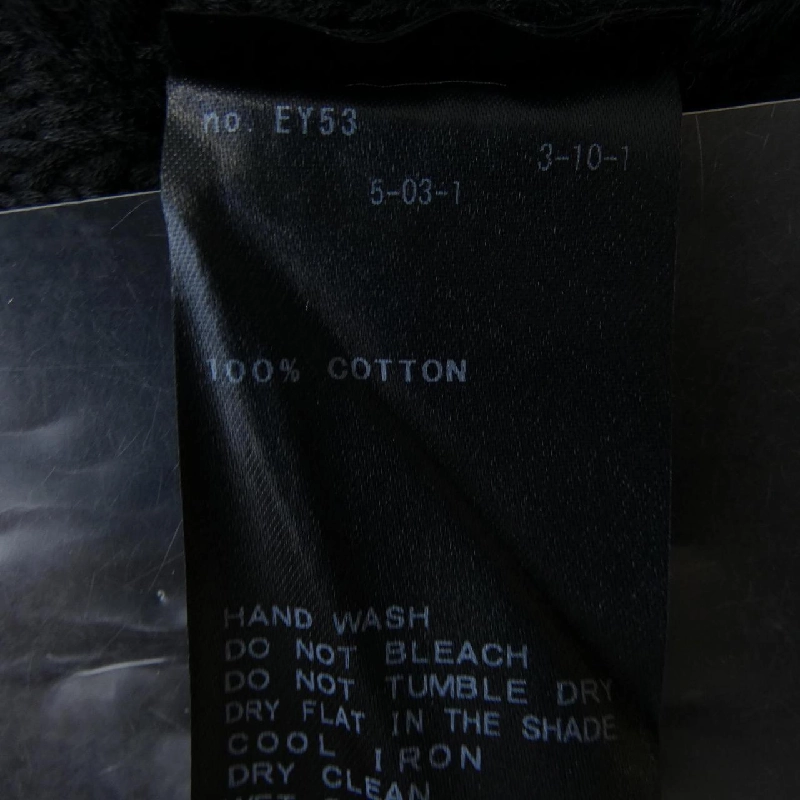 no. EY53
3-10-1
5-03-1
100% COTTON
HAND WASH
DO NOT BLEACH
DO NOT TUMBLE DRY
DRY FLAT IN THE SHADE
COOL IRON
DRY CLEAN